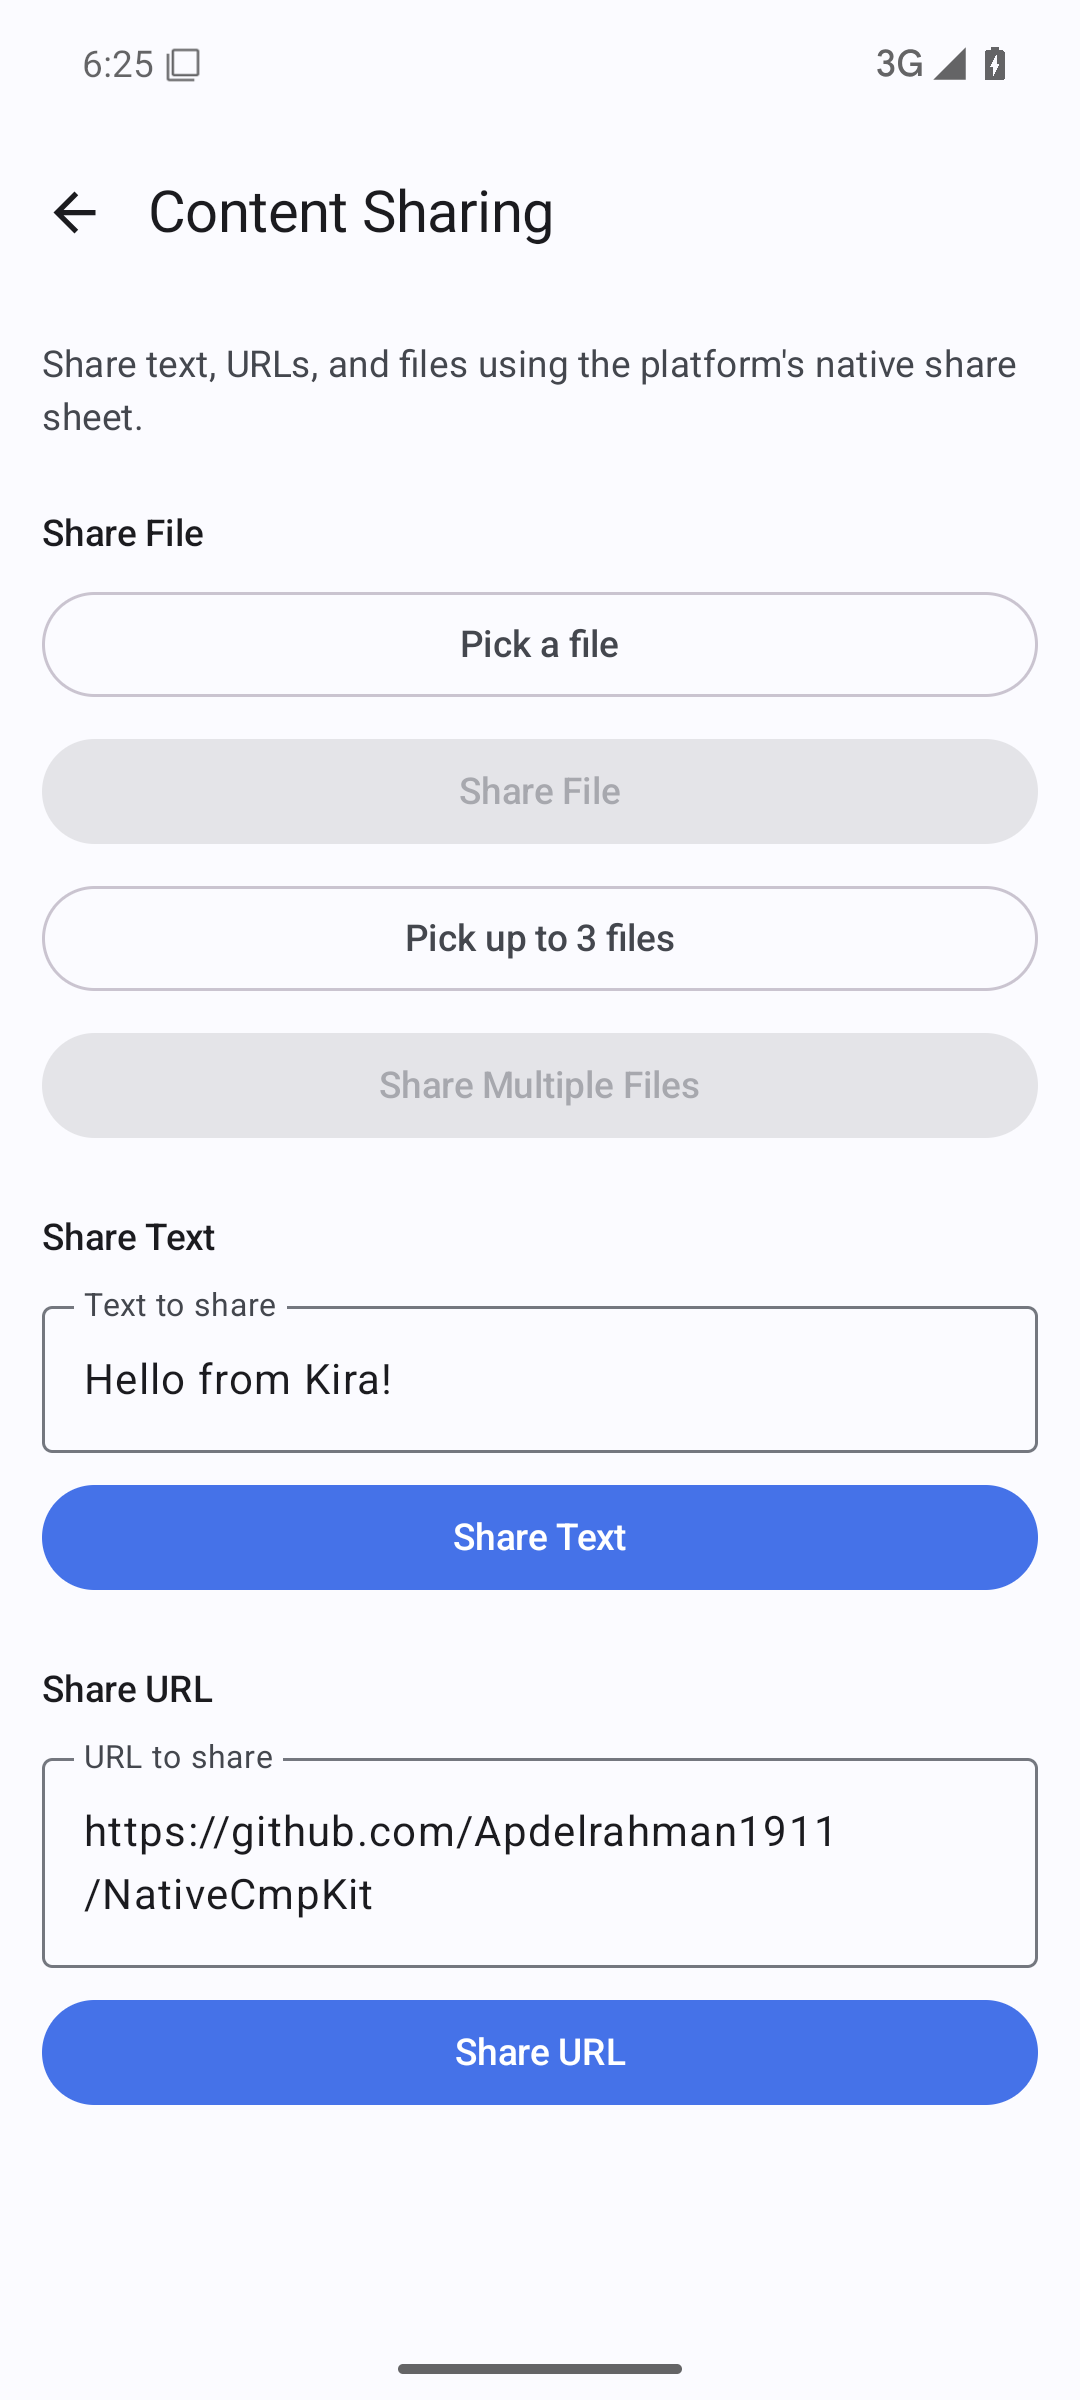 6:25
3G
Content Sharing
Share text, URLs, and files using the platform's native share
sheet.
Share File
Pick a file
Share File
Pick up to 3 files
Share Multiple Files
Share Text
Text to share
Hello from Kira!
Share Text
Share URL
URL to share
https://github.com/Apdelrahman1911
/NativeCmpKit
Share URL